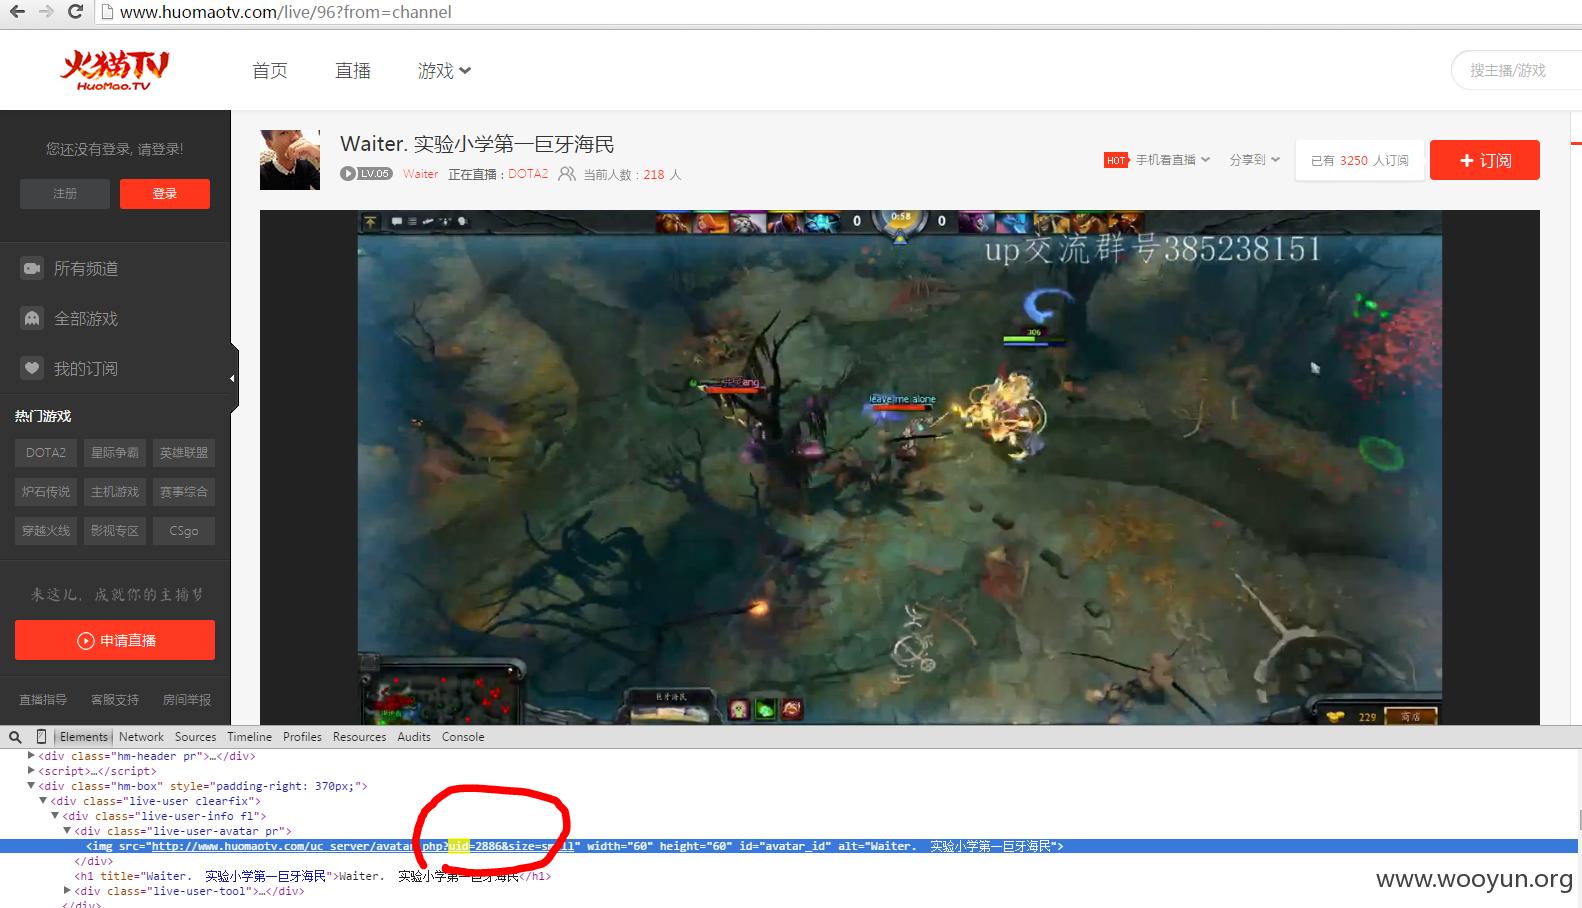 www.huomaotv.com/live/96?from=channel
火猫TV
HuoMao.TV
首页
直播
游戏
搜主播/游戏
您还没有登录, 请登录!
注册
登录
所有频道
全部游戏
我的订阅
热门游戏
DOTA2
星际争霸
英雄联盟
炉石传说
主机游戏
赛事综合
穿越火线
影视专区
CSgo
来这儿, 成就你的主播梦
申请直播
直播指导
客服支持
房间举报
Waiter. 实验小学第一巨牙海民
LV.05
Waiter
正在直播：DOTA2
当前人数：218 人
HOT
手机看直播
分享到
已有 3250 人订阅
+ 订阅
0
0:58
0
up交流群号385238151
306
leave me alone
巨牙海民
229
商店
Elements Network Sources Timeline Profiles Resources Audits Console
<div class="hm-header pr">…</div>
<script>…</script>
<div class="hm-box" style="padding-right: 370px;">
<div class="live-user clearfix">
<div class="live-user-info fl">
<div class="live-user-avatar pr">
<img src="http://www.huomaotv.com/uc_server/avatar.php?uid=2886&size=small" width="60" height="60" id="avatar_id" alt="Waiter. 实验小学第一巨牙海民">
</div>
<h1 title="Waiter. 实验小学第一巨牙海民">Waiter. 实验小学第一巨牙海民</h1>
<div class="live-user-tool">…</div>
</div>
www.wooyun.org